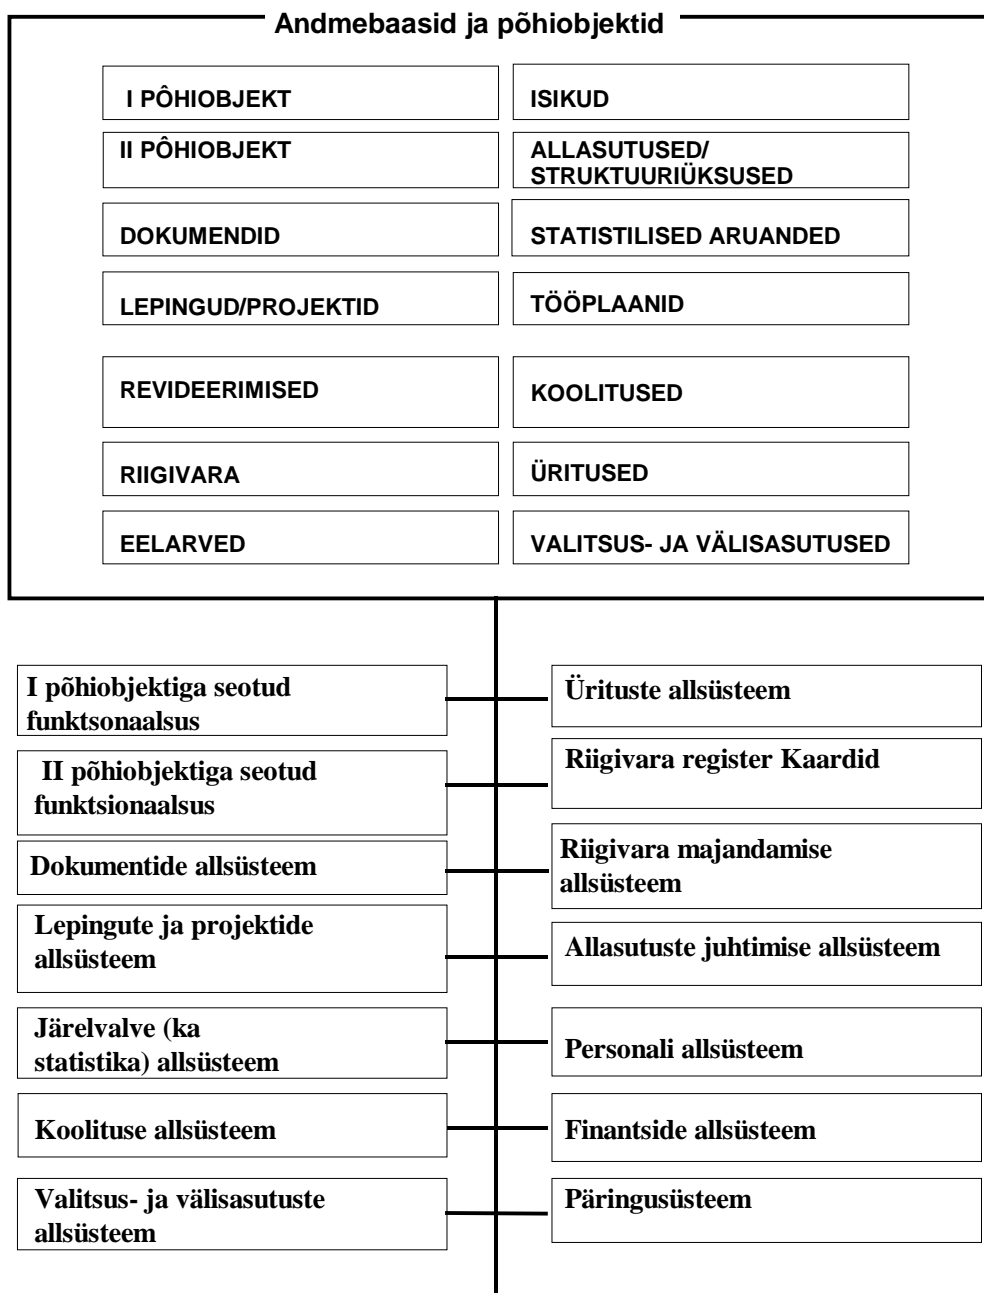 Andmebaasid ja põhiobjektid
I PÔHIOBJEKT
ISIKUD
II PÔHIOBJEKT
ALLASUTUSED/
STRUKTUURIÜKSUSED
DOKUMENDID
STATISTILISED ARUANDED
LEPINGUD/PROJEKTID
TÖÖPLAANID
REVIDEERIMISED
KOOLITUSED
RIIGIVARA
ÜRITUSED
EELARVED
VALITSUS- JA VÄLISASUTUSED
I põhiobjektiga seotud
funktsonaalsus
Ürituste allsüsteem
II põhiobjektiga seotud
funktsionaalsus
Riigivara register Kaardid
Dokumentide allsüsteem
Riigivara majandamise
allsüsteem
Lepingute ja projektide
allsüsteem
Allasutuste juhtimise allsüsteem
Järelvalve (ka
statistika) allsüsteem
Personali allsüsteem
Koolituse allsüsteem
Finantside allsüsteem
Valitsus- ja välisasutuste
allsüsteem
Päringusüsteem